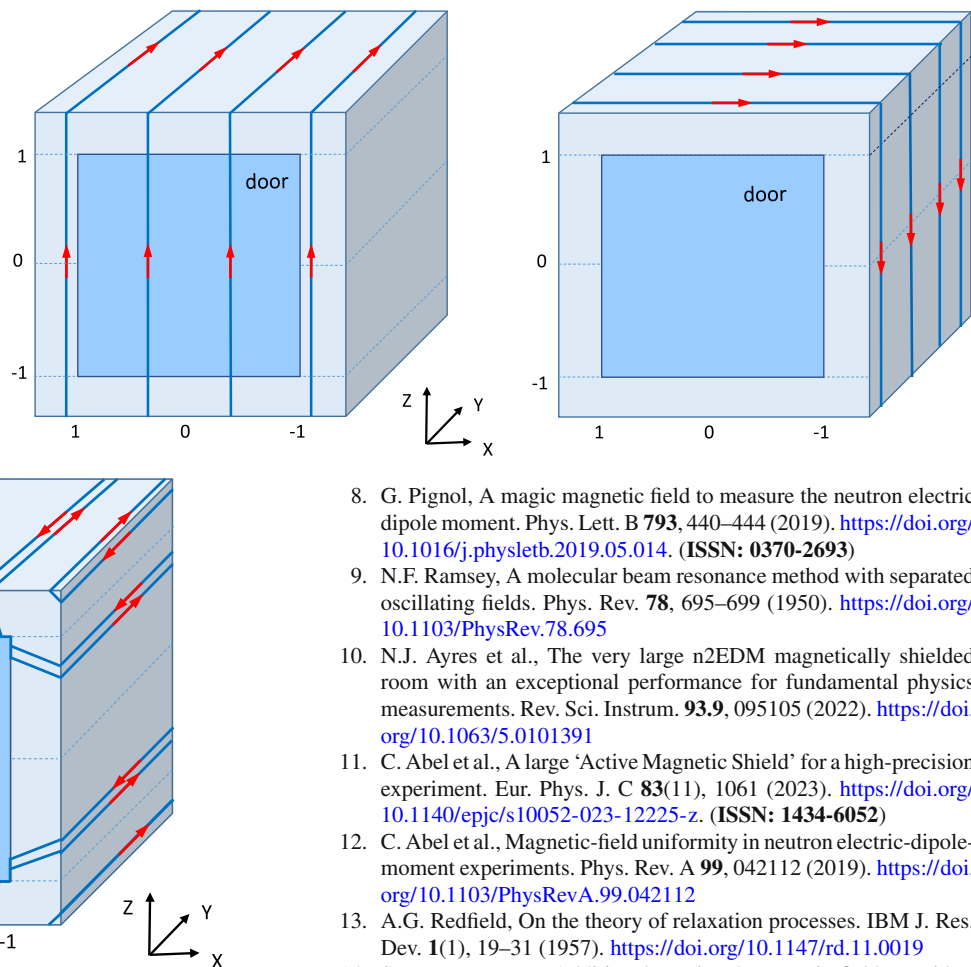 door
1
0
-1
1
0
-1
Z
Y
X
door
1
0
-1
1
0
-1
-1
Z
Y
X
8. G. Pignol, A magic magnetic field to measure the neutron electric
dipole moment. Phys. Lett. B 793, 440–444 (2019). https://doi.org/
10.1016/j.physletb.2019.05.014. (ISSN: 0370-2693)
9. N.F. Ramsey, A molecular beam resonance method with separated
oscillating fields. Phys. Rev. 78, 695–699 (1950). https://doi.org/
10.1103/PhysRev.78.695
10. N.J. Ayres et al., The very large n2EDM magnetically shielded
room with an exceptional performance for fundamental physics
measurements. Rev. Sci. Instrum. 93.9, 095105 (2022). https://doi.
org/10.1063/5.0101391
11. C. Abel et al., A large ‘Active Magnetic Shield’ for a high-precision
experiment. Eur. Phys. J. C 83(11), 1061 (2023). https://doi.org/
10.1140/epjc/s10052-023-12225-z. (ISSN: 1434-6052)
12. C. Abel et al., Magnetic-field uniformity in neutron electric-dipole-
moment experiments. Phys. Rev. A 99, 042112 (2019). https://doi.
org/10.1103/PhysRevA.99.042112
13. A.G. Redfield, On the theory of relaxation processes. IBM J. Res.
Dev. 1(1), 19–31 (1957). https://doi.org/10.1147/rd.11.0019